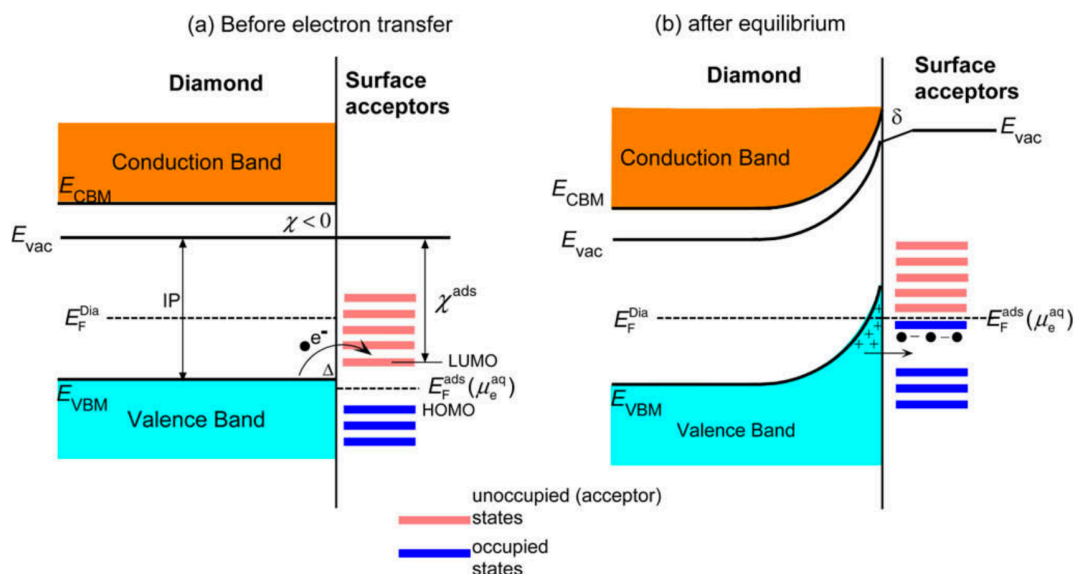 (a) Before electron transfer
(b) after equilibrium
Diamond
Surface
acceptors
Conduction Band
E_CBM
χ < 0
E_vac
IP
χ^ads
E_F^Dia
e⁻
LUMO
Δ
E_F^ads(μ_e^aq)
E_VBM
HOMO
Valence Band
Diamond
Surface
acceptors
δ
E_vac
Conduction Band
E_CBM
E_vac
E_F^Dia
E_F^ads(μ_e^aq)
+ + + + + +
E_VBM
Valence Band
unoccupied (acceptor)
states
occupied
states